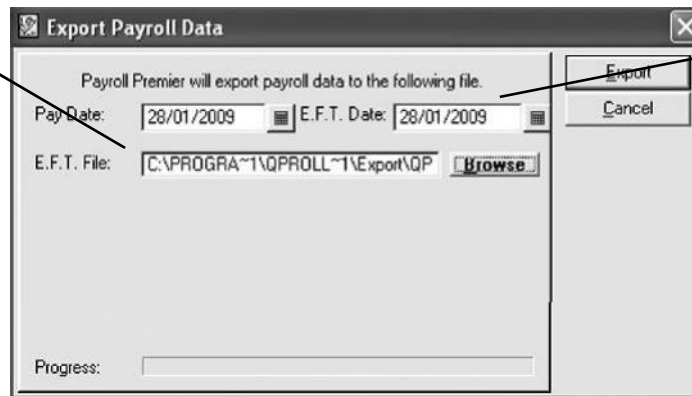 Export Payroll Data
Payroll Premier will export payroll data to the following file.
Export
Pay Date: 28/01/2009 E.F.T. Date: 28/01/2009
Cancel
E.F.T. File: C:\PROGRA~1\QPROLL~1\Export\QP Browse
Progress: